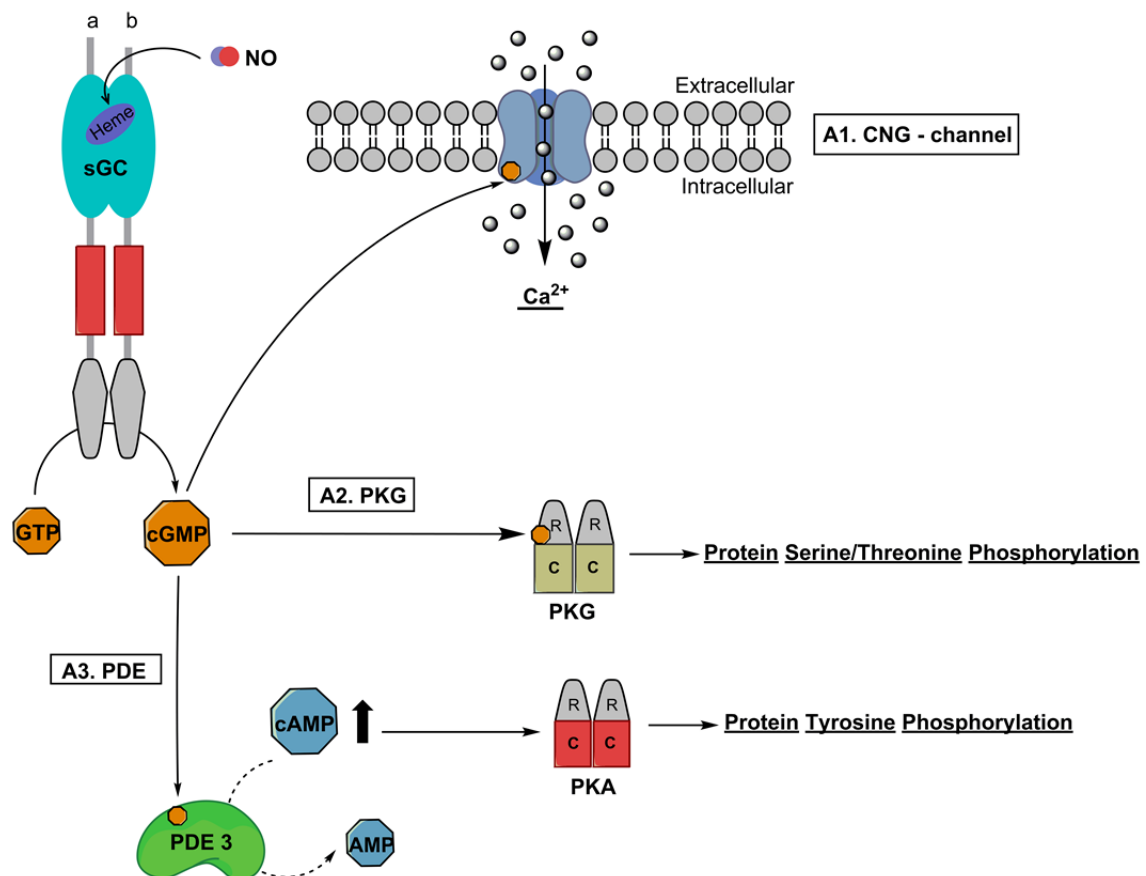 a
b
NO
Heme
sGC
Extracellular
A1. CNG - channel
Intracellular
Ca²⁺
GTP
cGMP
A2. PKG
R
R
C
C
PKG
Protein Serine/Threonine Phosphorylation
A3. PDE
cAMP
R
R
C
C
PKA
Protein Tyrosine Phosphorylation
PDE 3
AMP